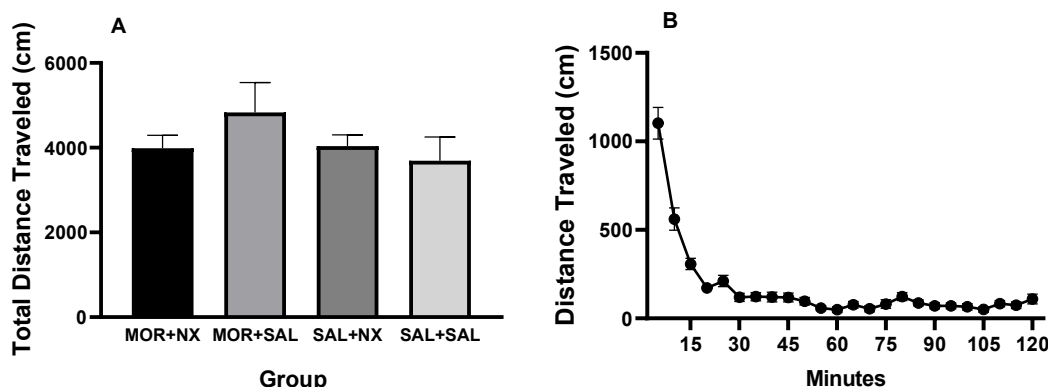 A
Total Distance Traveled (cm)
6000
4000
2000
0
MOR+NX MOR+SAL SAL+NX SAL+SAL
Group
B
Distance Traveled (cm)
1500
1000
500
0
15 30 45 60 75 90 105 120
Minutes